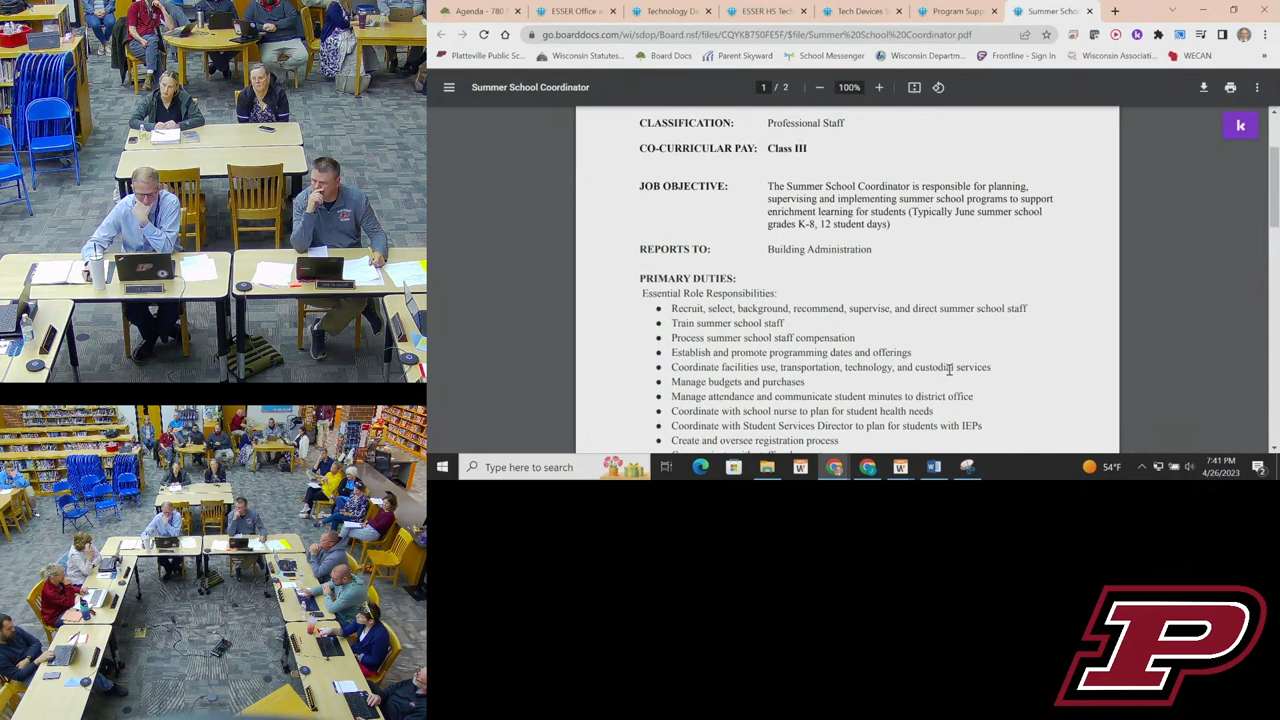 Agenda - 780
ESSER Office
Technology De
ESSER HS Tech
Tech Devices S
Program Supp
Summer Scho
go.boarddocs.com/wi/sdop/Board.nsf/files/CQYKB750FE5F/$file/Summer%20School%20Coordinator.pdf
Platteville Public Sc...
Wisconsin Statutes...
Board Docs
Parent Skyward
School Messenger
Wisconsin Departm...
Frontline - Sign In
Wisconsin Associati...
WECAN
Summer School Coordinator
1 / 2
100%
k
CLASSIFICATION: Professional Staff
CO-CURRICULAR PAY: Class III
JOB OBJECTIVE: The Summer School Coordinator is responsible for planning,
supervising and implementing summer school programs to support
enrichment learning for students (Typically June summer school
grades K-8, 12 student days)
REPORTS TO: Building Administration
PRIMARY DUTIES:
Essential Role Responsibilities:
● Recruit, select, background, recommend, supervise, and direct summer school staff
● Train summer school staff
● Process summer school staff compensation
● Establish and promote programming dates and offerings
● Coordinate facilities use, transportation, technology, and custodial services
● Manage budgets and purchases
● Manage attendance and communicate student minutes to district office
● Coordinate with school nurse to plan for student health needs
● Coordinate with Student Services Director to plan for students with IEPs
● Create and oversee registration process
Type here to search
54°F
7:41 PM
4/26/2023
2
P